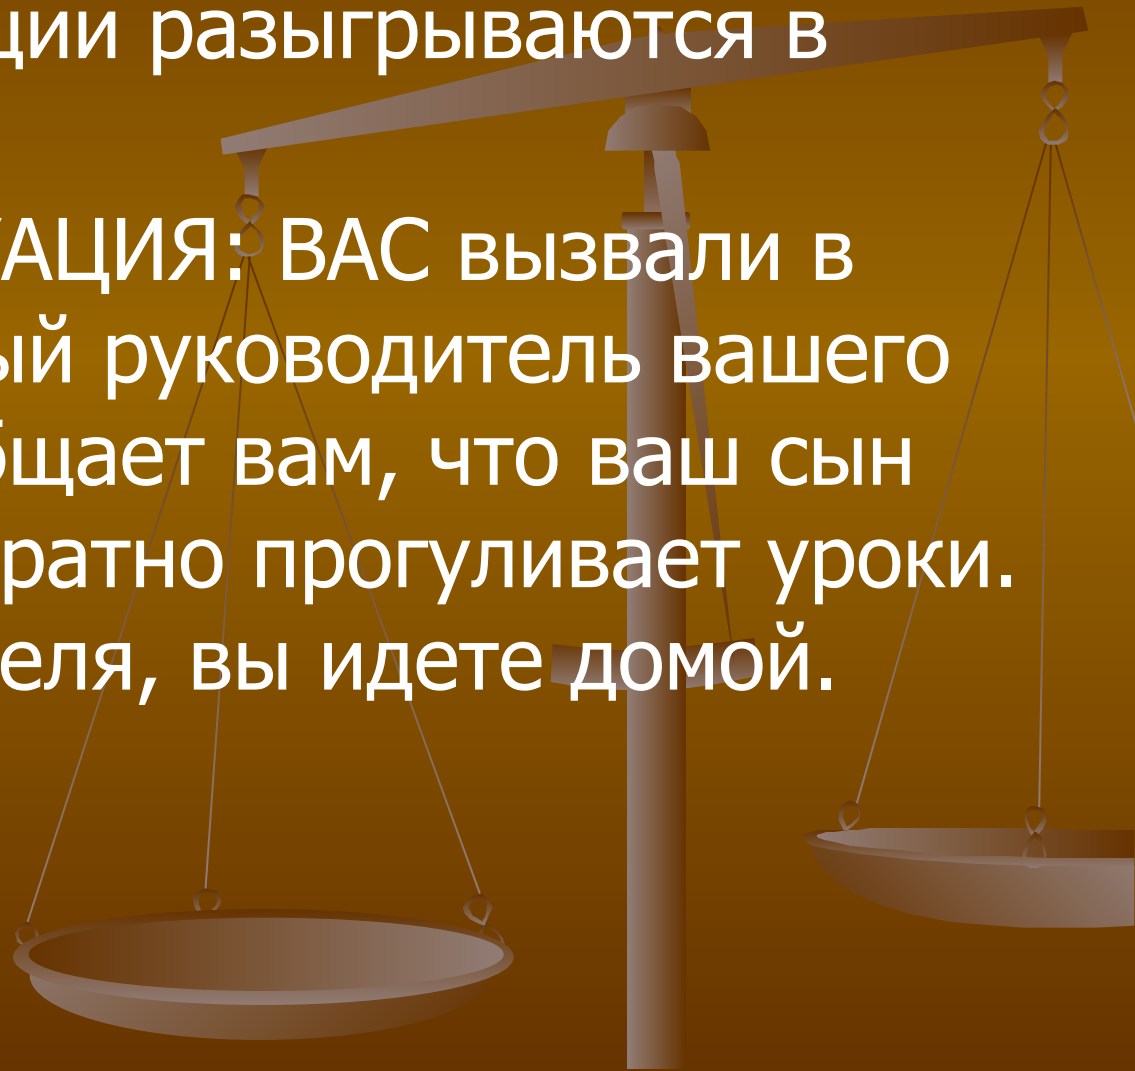 ции разыгрываются в
УАЦИЯ: ВАС вызвали в
ый руководитель вашего
бщает вам, что ваш сын
ратно прогуливает уроки.
еля, вы идете домой.